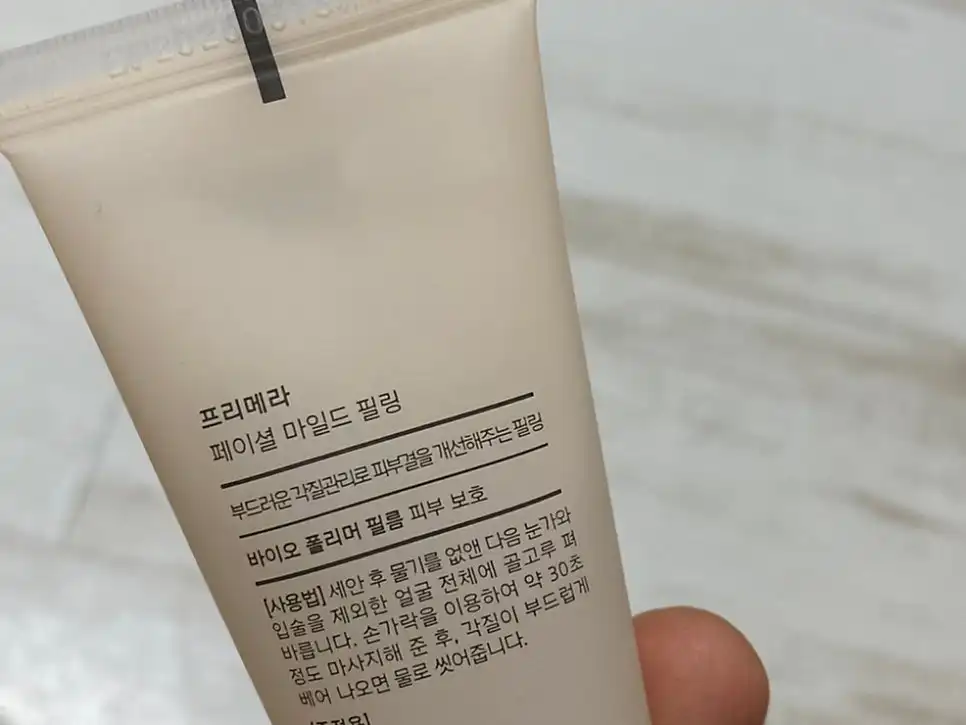 프리메라
페이셜 마일드 필링
부드러운 각질관리로 피부결을 개선해주는 필링
바이오 폴리머 필름 피부 보호
[사용법] 세안 후 물기를 없앤 다음 눈가와
입술을 제외한 얼굴 전체에 골고루 펴
바릅니다. 손가락을 이용하여 약 30초
정도 마사지해 준 후, 각질이 부드럽게
베어 나오면 물로 씻어줍니다.